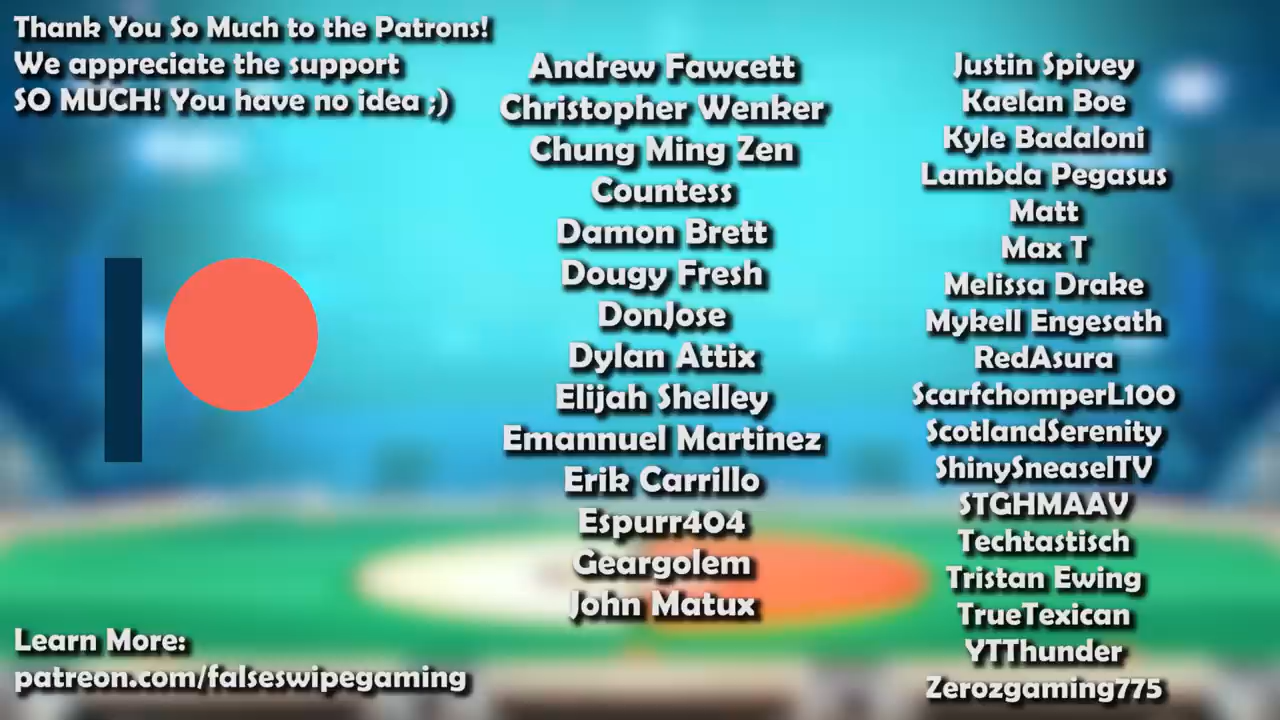 Thank You So Much to the Patrons!
We appreciate the support
SO MUCH! You have no idea ;)
Andrew Fawcett
Christopher Wenker
Chung Ming Zen
Countess
Damon Brett
Dougy Fresh
DonJose
Dylan Attix
Elijah Shelley
Emannuel Martinez
Erik Carrillo
Espurr404
Geargolem
John Matux
Justin Spivey
Kaelan Boe
Kyle Badaloni
Lambda Pegasus
Matt
Max T
Melissa Drake
Mykell Engesath
RedAsura
ScarfchomperL100
ScotlandSerenity
ShinySneaselTV
STGHMAAV
Techtastisch
Tristan Ewing
TrueTexican
YTThunder
Zerozgaming775
Learn More:
patreon.com/falseswipegaming